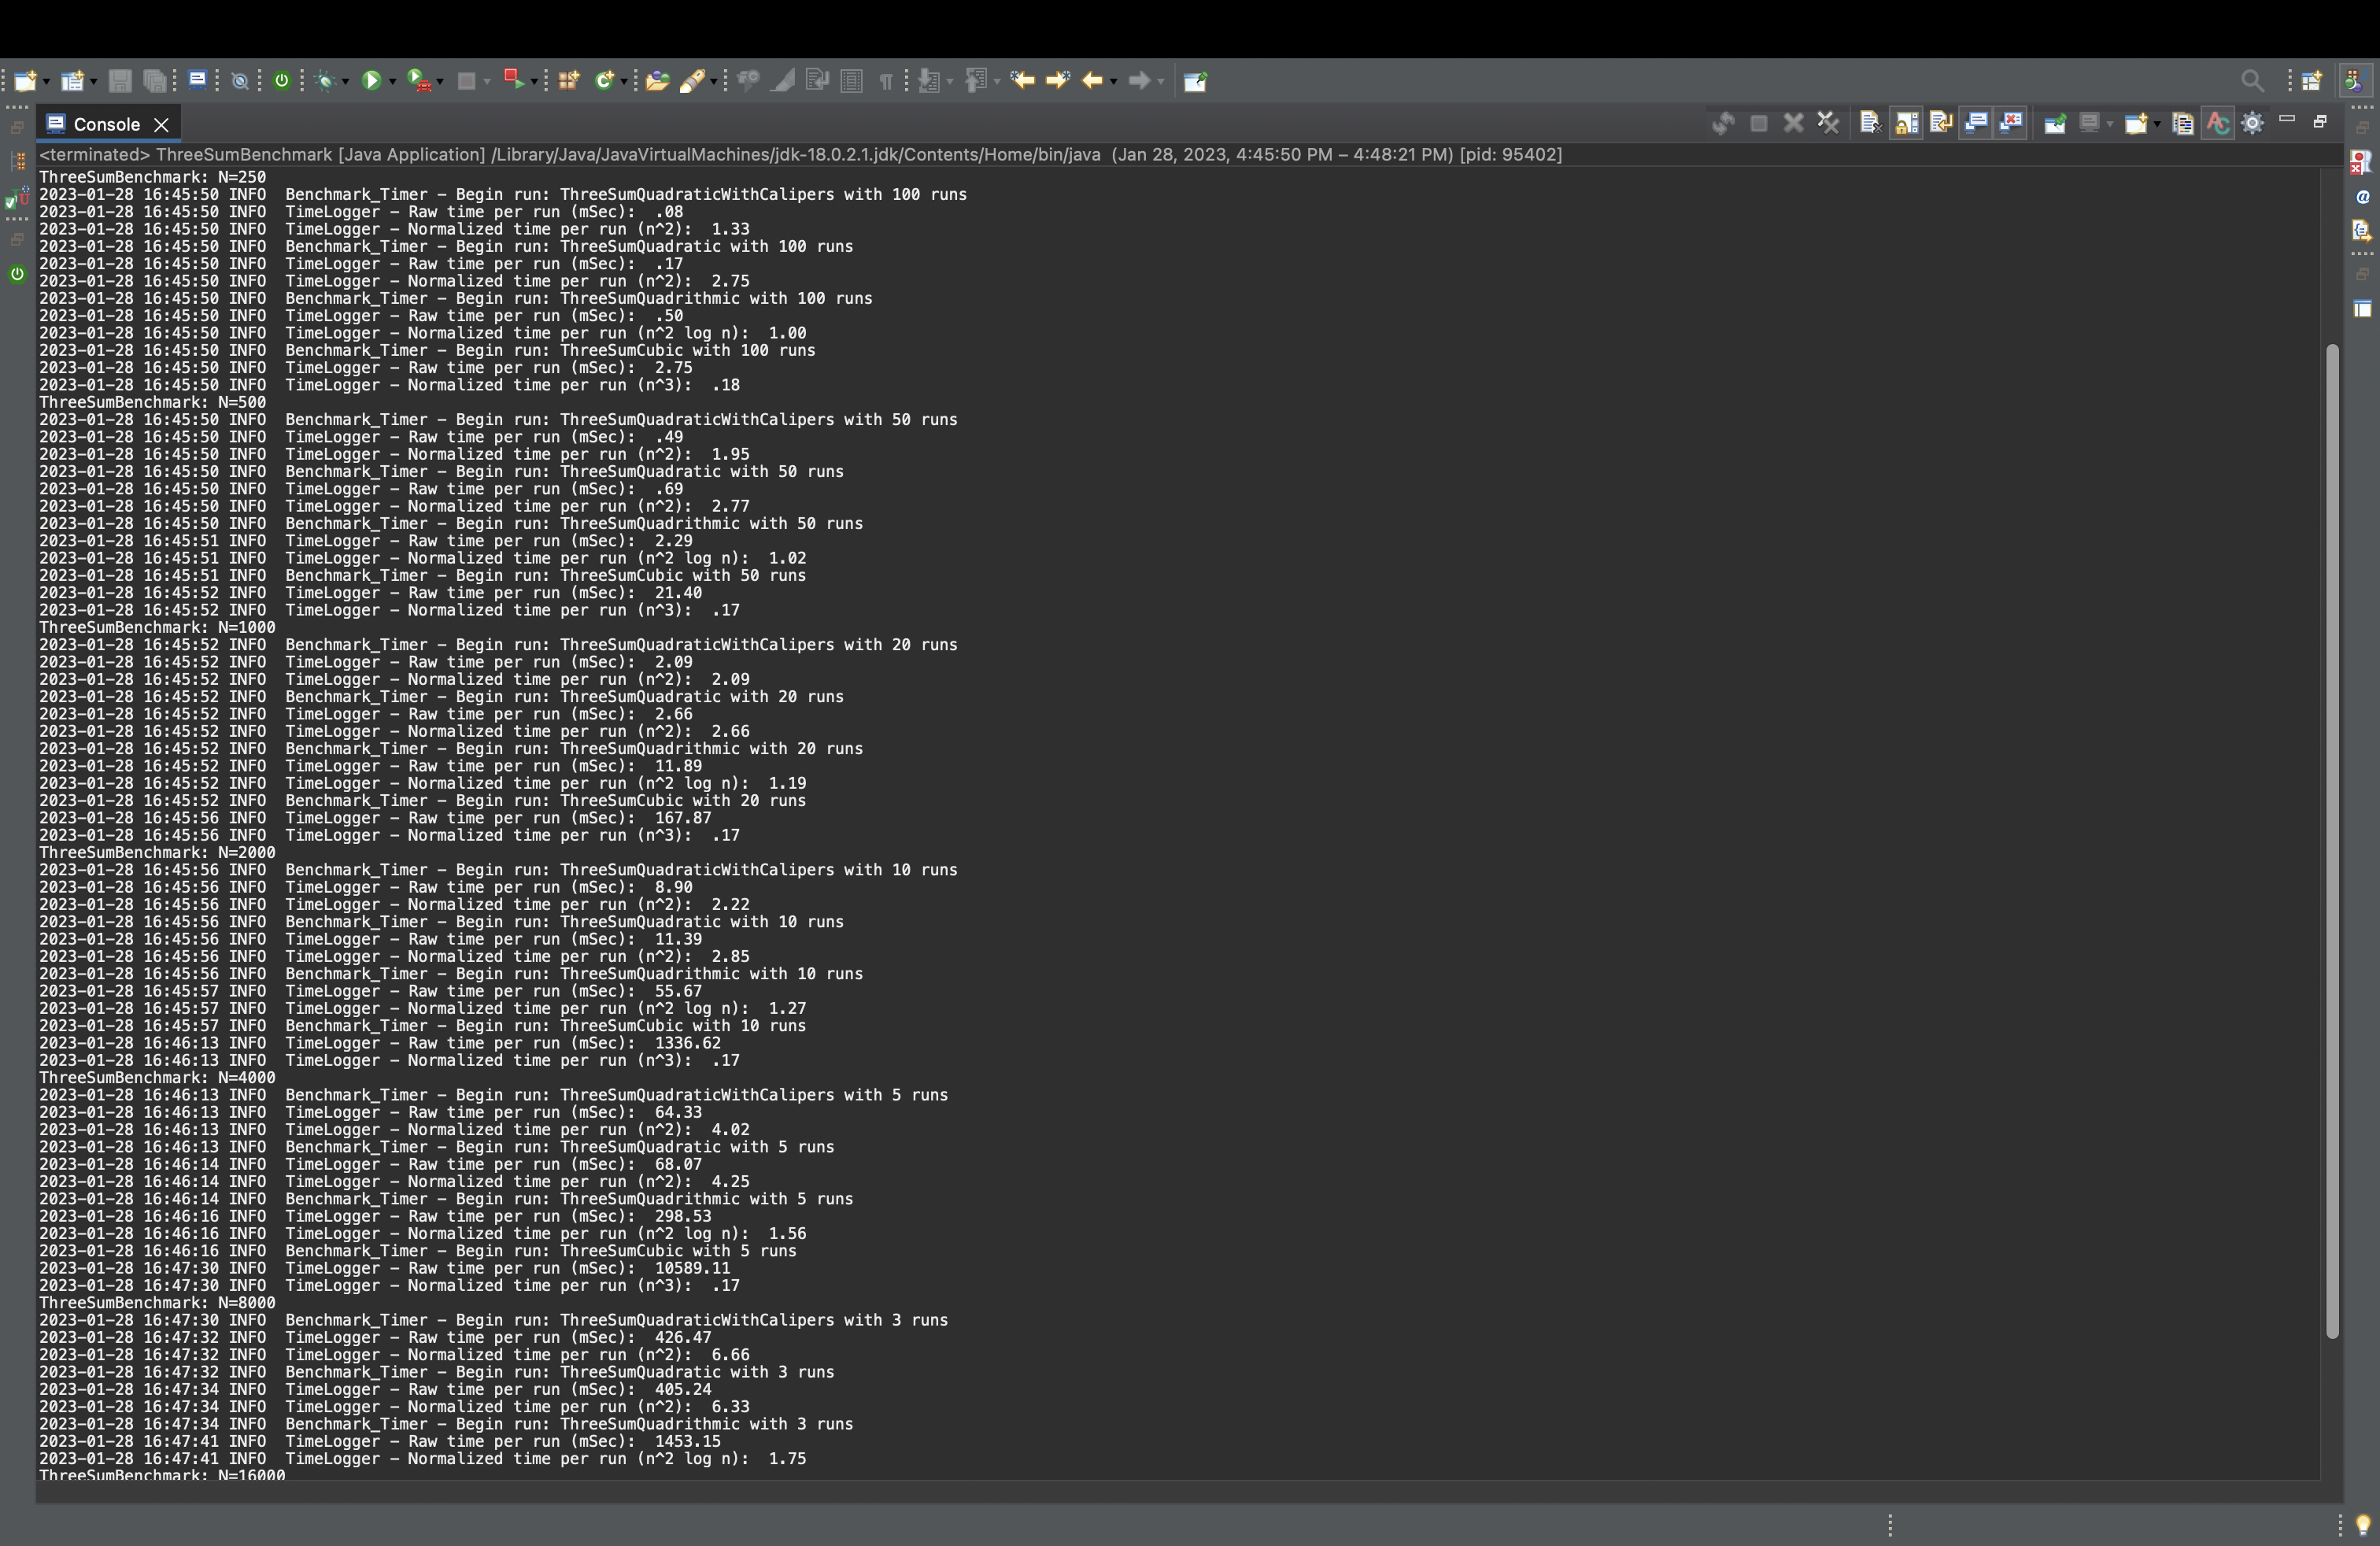 Console
<terminated> ThreeSumBenchmark [Java Application] /Library/Java/JavaVirtualMachines/jdk-18.0.2.1.jdk/Contents/Home/bin/java (Jan 28, 2023, 4:45:50 PM – 4:48:21 PM) [pid: 95402]
ThreeSumBenchmark: N=250
2023-01-28 16:45:50 INFO  Benchmark_Timer - Begin run: ThreeSumQuadraticWithCalipers with 100 runs
2023-01-28 16:45:50 INFO  TimeLogger - Raw time per run (mSec):  .08
2023-01-28 16:45:50 INFO  TimeLogger - Normalized time per run (n^2):  1.33
2023-01-28 16:45:50 INFO  Benchmark_Timer - Begin run: ThreeSumQuadratic with 100 runs
2023-01-28 16:45:50 INFO  TimeLogger - Raw time per run (mSec):  .17
2023-01-28 16:45:50 INFO  TimeLogger - Normalized time per run (n^2):  2.75
2023-01-28 16:45:50 INFO  Benchmark_Timer - Begin run: ThreeSumQuadrithmic with 100 runs
2023-01-28 16:45:50 INFO  TimeLogger - Raw time per run (mSec):  .50
2023-01-28 16:45:50 INFO  TimeLogger - Normalized time per run (n^2 log n):  1.00
2023-01-28 16:45:50 INFO  Benchmark_Timer - Begin run: ThreeSumCubic with 100 runs
2023-01-28 16:45:50 INFO  TimeLogger - Raw time per run (mSec):  2.75
2023-01-28 16:45:50 INFO  TimeLogger - Normalized time per run (n^3):  .18
ThreeSumBenchmark: N=500
2023-01-28 16:45:50 INFO  Benchmark_Timer - Begin run: ThreeSumQuadraticWithCalipers with 50 runs
2023-01-28 16:45:50 INFO  TimeLogger - Raw time per run (mSec):  .49
2023-01-28 16:45:50 INFO  TimeLogger - Normalized time per run (n^2):  1.95
2023-01-28 16:45:50 INFO  Benchmark_Timer - Begin run: ThreeSumQuadratic with 50 runs
2023-01-28 16:45:50 INFO  TimeLogger - Raw time per run (mSec):  .69
2023-01-28 16:45:50 INFO  TimeLogger - Normalized time per run (n^2):  2.77
2023-01-28 16:45:50 INFO  Benchmark_Timer - Begin run: ThreeSumQuadrithmic with 50 runs
2023-01-28 16:45:51 INFO  TimeLogger - Raw time per run (mSec):  2.29
2023-01-28 16:45:51 INFO  TimeLogger - Normalized time per run (n^2 log n):  1.02
2023-01-28 16:45:51 INFO  Benchmark_Timer - Begin run: ThreeSumCubic with 50 runs
2023-01-28 16:45:52 INFO  TimeLogger - Raw time per run (mSec):  21.40
2023-01-28 16:45:52 INFO  TimeLogger - Normalized time per run (n^3):  .17
ThreeSumBenchmark: N=1000
2023-01-28 16:45:52 INFO  Benchmark_Timer - Begin run: ThreeSumQuadraticWithCalipers with 20 runs
2023-01-28 16:45:52 INFO  TimeLogger - Raw time per run (mSec):  2.09
2023-01-28 16:45:52 INFO  TimeLogger - Normalized time per run (n^2):  2.09
2023-01-28 16:45:52 INFO  Benchmark_Timer - Begin run: ThreeSumQuadratic with 20 runs
2023-01-28 16:45:52 INFO  TimeLogger - Raw time per run (mSec):  2.66
2023-01-28 16:45:52 INFO  TimeLogger - Normalized time per run (n^2):  2.66
2023-01-28 16:45:52 INFO  Benchmark_Timer - Begin run: ThreeSumQuadrithmic with 20 runs
2023-01-28 16:45:52 INFO  TimeLogger - Raw time per run (mSec):  11.89
2023-01-28 16:45:52 INFO  TimeLogger - Normalized time per run (n^2 log n):  1.19
2023-01-28 16:45:52 INFO  Benchmark_Timer - Begin run: ThreeSumCubic with 20 runs
2023-01-28 16:45:56 INFO  TimeLogger - Raw time per run (mSec):  167.87
2023-01-28 16:45:56 INFO  TimeLogger - Normalized time per run (n^3):  .17
ThreeSumBenchmark: N=2000
2023-01-28 16:45:56 INFO  Benchmark_Timer - Begin run: ThreeSumQuadraticWithCalipers with 10 runs
2023-01-28 16:45:56 INFO  TimeLogger - Raw time per run (mSec):  8.90
2023-01-28 16:45:56 INFO  TimeLogger - Normalized time per run (n^2):  2.22
2023-01-28 16:45:56 INFO  Benchmark_Timer - Begin run: ThreeSumQuadratic with 10 runs
2023-01-28 16:45:56 INFO  TimeLogger - Raw time per run (mSec):  11.39
2023-01-28 16:45:56 INFO  TimeLogger - Normalized time per run (n^2):  2.85
2023-01-28 16:45:56 INFO  Benchmark_Timer - Begin run: ThreeSumQuadrithmic with 10 runs
2023-01-28 16:45:57 INFO  TimeLogger - Raw time per run (mSec):  55.67
2023-01-28 16:45:57 INFO  TimeLogger - Normalized time per run (n^2 log n):  1.27
2023-01-28 16:45:57 INFO  Benchmark_Timer - Begin run: ThreeSumCubic with 10 runs
2023-01-28 16:46:13 INFO  TimeLogger - Raw time per run (mSec):  1336.62
2023-01-28 16:46:13 INFO  TimeLogger - Normalized time per run (n^3):  .17
ThreeSumBenchmark: N=4000
2023-01-28 16:46:13 INFO  Benchmark_Timer - Begin run: ThreeSumQuadraticWithCalipers with 5 runs
2023-01-28 16:46:13 INFO  TimeLogger - Raw time per run (mSec):  64.33
2023-01-28 16:46:13 INFO  TimeLogger - Normalized time per run (n^2):  4.02
2023-01-28 16:46:13 INFO  Benchmark_Timer - Begin run: ThreeSumQuadratic with 5 runs
2023-01-28 16:46:14 INFO  TimeLogger - Raw time per run (mSec):  68.07
2023-01-28 16:46:14 INFO  TimeLogger - Normalized time per run (n^2):  4.25
2023-01-28 16:46:14 INFO  Benchmark_Timer - Begin run: ThreeSumQuadrithmic with 5 runs
2023-01-28 16:46:16 INFO  TimeLogger - Raw time per run (mSec):  298.53
2023-01-28 16:46:16 INFO  TimeLogger - Normalized time per run (n^2 log n):  1.56
2023-01-28 16:46:16 INFO  Benchmark_Timer - Begin run: ThreeSumCubic with 5 runs
2023-01-28 16:47:30 INFO  TimeLogger - Raw time per run (mSec):  10589.11
2023-01-28 16:47:30 INFO  TimeLogger - Normalized time per run (n^3):  .17
ThreeSumBenchmark: N=8000
2023-01-28 16:47:30 INFO  Benchmark_Timer - Begin run: ThreeSumQuadraticWithCalipers with 3 runs
2023-01-28 16:47:32 INFO  TimeLogger - Raw time per run (mSec):  426.47
2023-01-28 16:47:32 INFO  TimeLogger - Normalized time per run (n^2):  6.66
2023-01-28 16:47:32 INFO  Benchmark_Timer - Begin run: ThreeSumQuadratic with 3 runs
2023-01-28 16:47:34 INFO  TimeLogger - Raw time per run (mSec):  405.24
2023-01-28 16:47:34 INFO  TimeLogger - Normalized time per run (n^2):  6.33
2023-01-28 16:47:34 INFO  Benchmark_Timer - Begin run: ThreeSumQuadrithmic with 3 runs
2023-01-28 16:47:41 INFO  TimeLogger - Raw time per run (mSec):  1453.15
2023-01-28 16:47:41 INFO  TimeLogger - Normalized time per run (n^2 log n):  1.75
ThreeSumBenchmark: N=16000